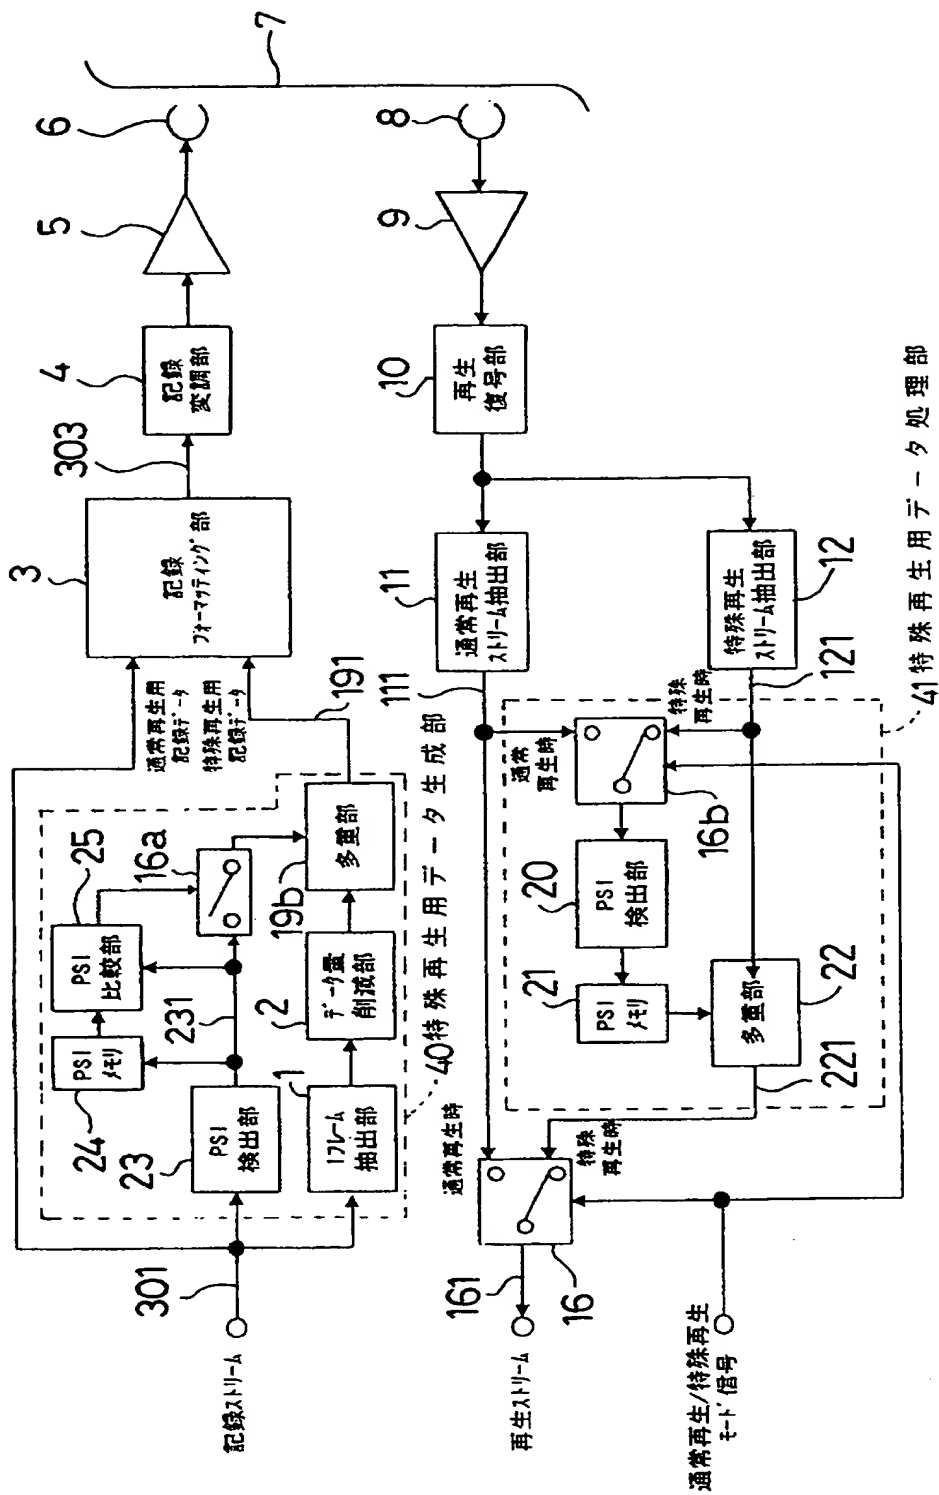 記録ストリーム
301
23
PSI
検出部
24
PSI
メモリ
25
PSI
比較部
231
16a
1
Iフレーム
抽出部
2
データ量
削減部
19b
多重部
191
40特殊再生用データ生成部
通常再生用
記録データ
特殊再生用
記録データ
3
記録
フォーマッティング部
303
4
記録
変調部
5
6
7
8
9
10
再生
復号部
11
通常再生
ストリーム抽出部
12
特殊再生
ストリーム抽出部
111
121
通常
再生時
特殊
再生時
16b
20
PSI
検出部
21
PSI
メモリ
22
多重部
221
41特殊再生用データ処理部
通常再生時
特殊
再生時
16
161
再生ストリーム
通常再生/特殊再生
モード信号